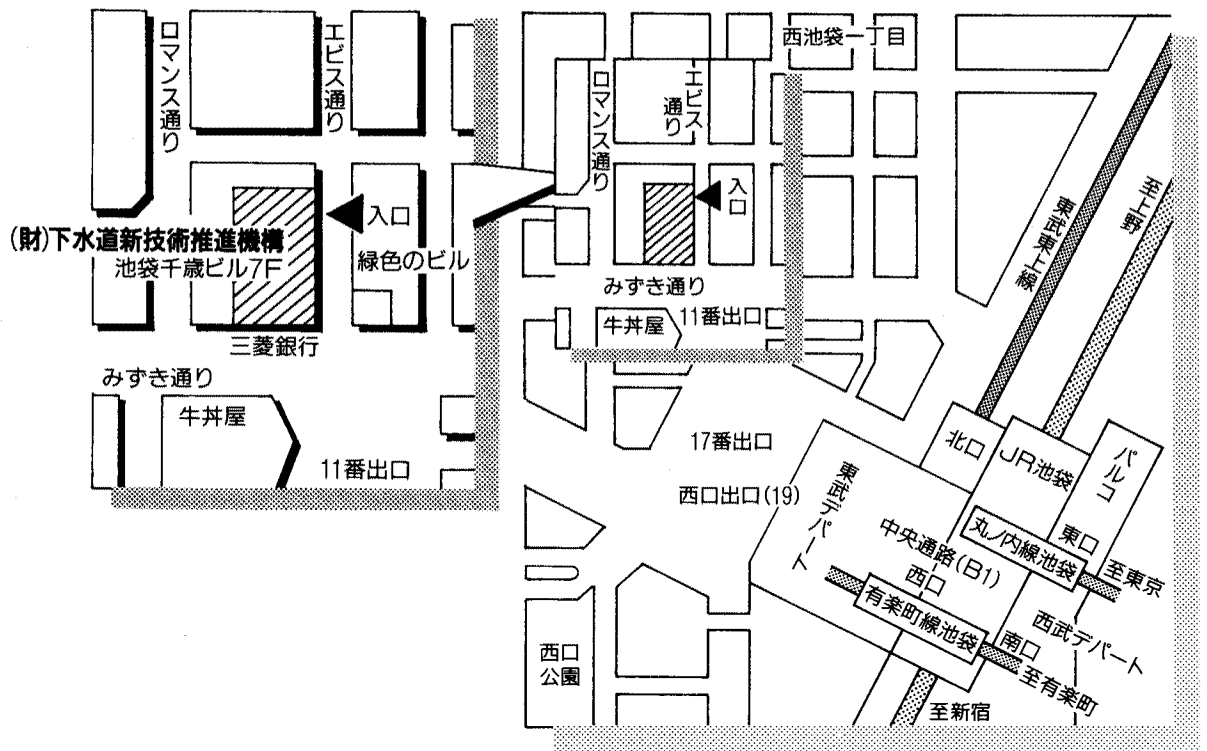 ロマンス通り
エビス通り
入口
(財)下水道新技術推進機構
池袋千歳ビル7F
緑色のビル
三菱銀行
みずき通り
牛丼屋
11番出口
西池袋一丁目
ロマンス通り
エビス
通り
入口
みずき通り
牛丼屋
11番出口
東武東上線
至上野
17番出口
西口出口(19)
東武デパート
北口
JR池袋
パルコ
中央通路(B1)
西口
丸ノ内線池袋
東口
至東京
有楽町線池袋
南口
西武デパート
至有楽町
至新宿
西口
公園